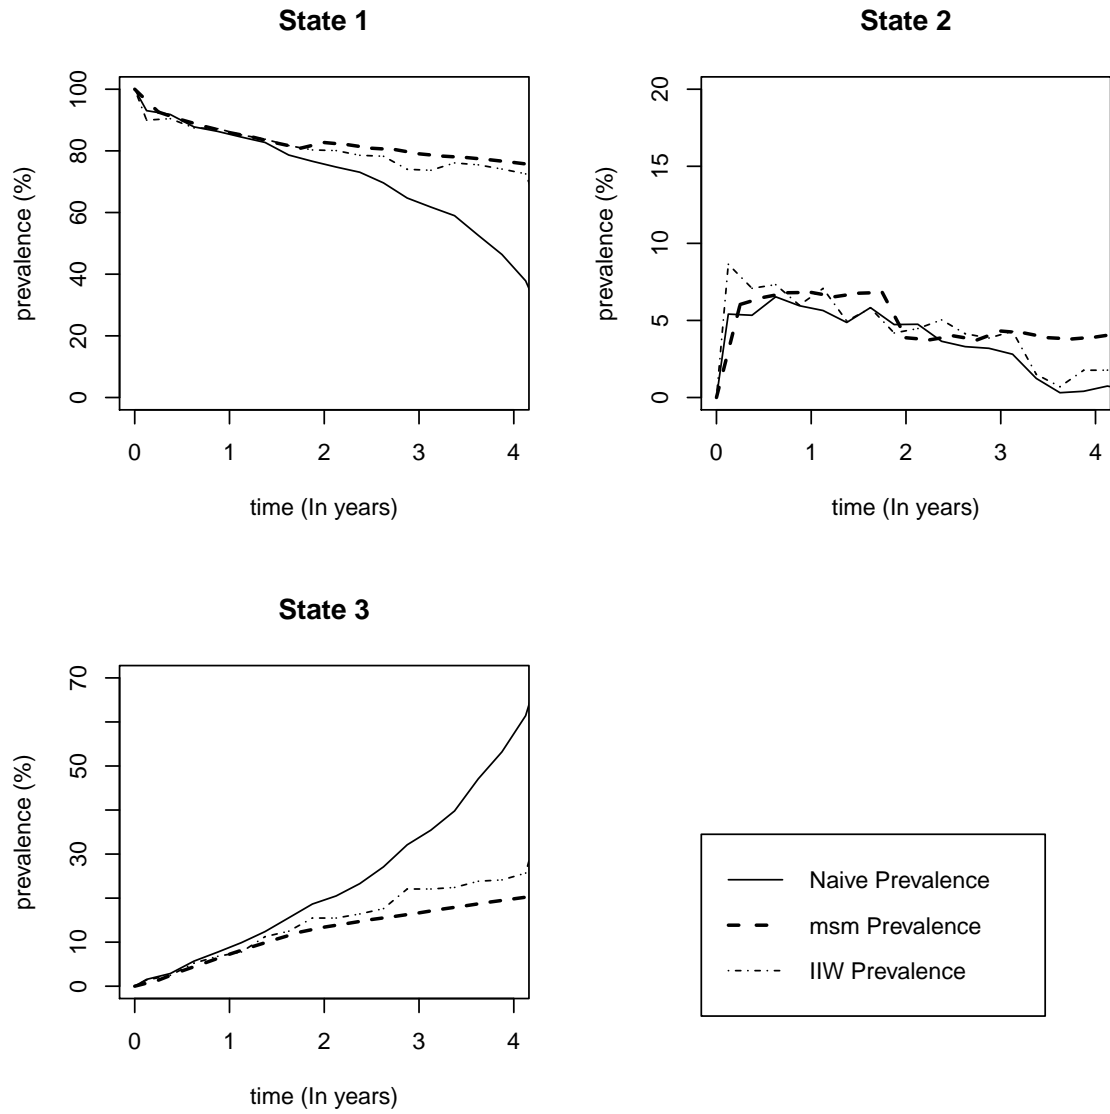 State 1
prevalence (%)
100
80
60
40
20
0
0 1 2 3 4
time (In years)
State 2
prevalence (%)
20
15
10
5
0
0 1 2 3 4
time (In years)
State 3
prevalence (%)
70
50
30
10
0
0 1 2 3 4
time (In years)
Naive Prevalence
msm Prevalence
IIW Prevalence